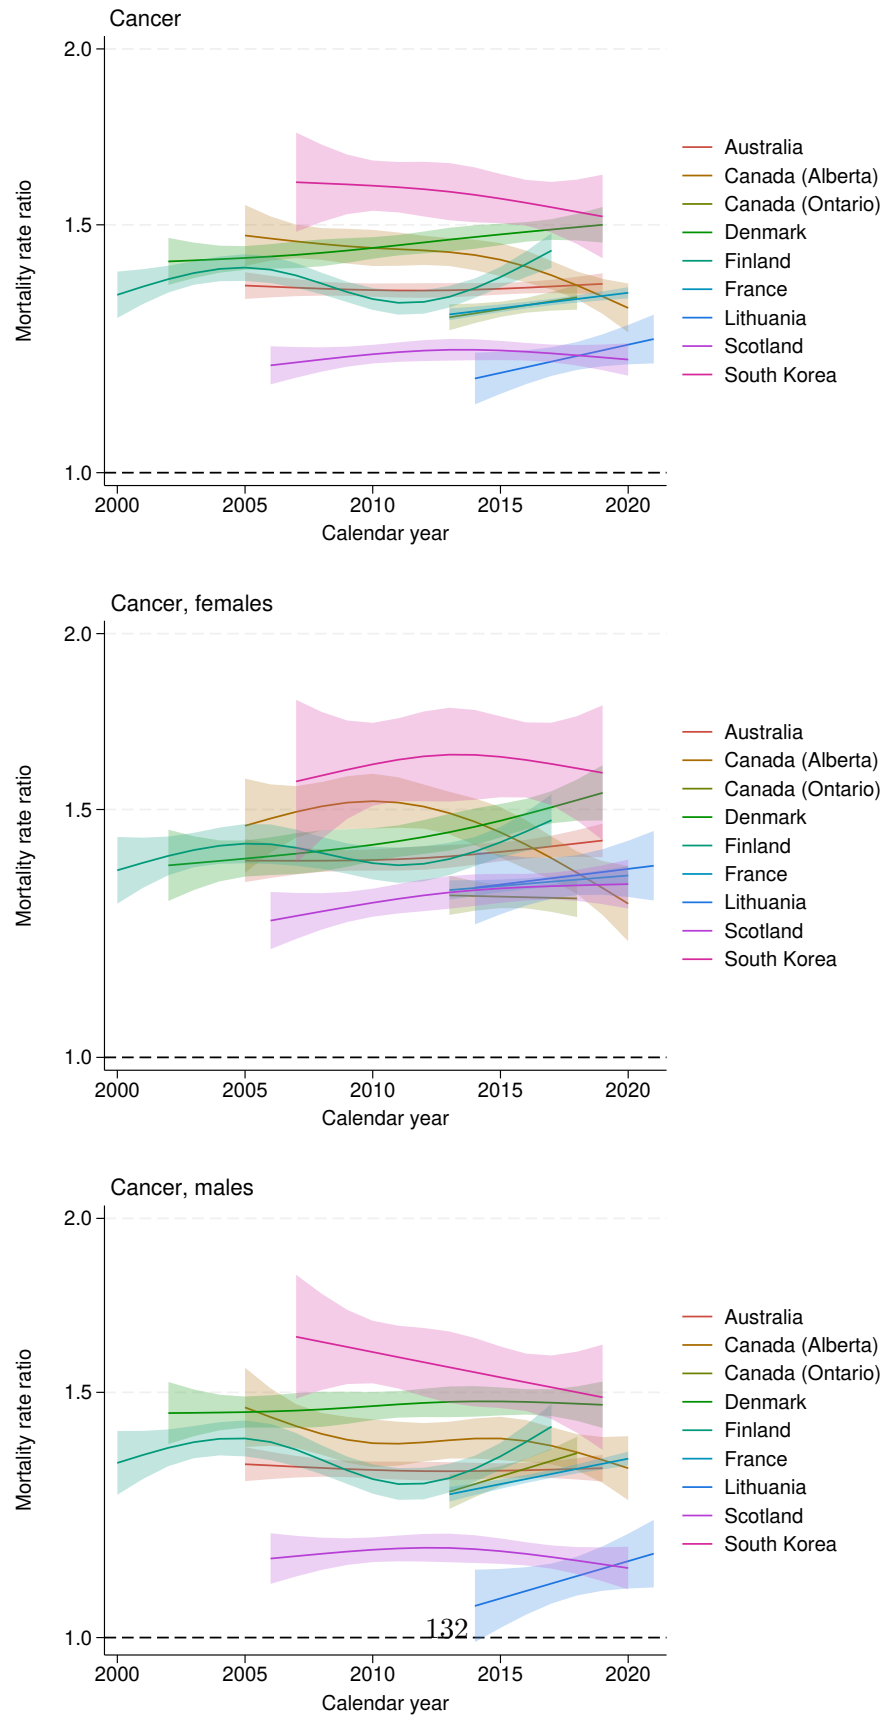 Cancer
2.0
1.5
1.0
Mortality rate ratio
2000 2005 2010 2015 2020
Calendar year
Australia
Canada (Alberta)
Canada (Ontario)
Denmark
Finland
France
Lithuania
Scotland
South Korea
Cancer, females
2.0
1.5
1.0
Mortality rate ratio
2000 2005 2010 2015 2020
Calendar year
Australia
Canada (Alberta)
Canada (Ontario)
Denmark
Finland
France
Lithuania
Scotland
South Korea
Cancer, males
2.0
1.5
1.0
Mortality rate ratio
132
2000 2005 2010 2015 2020
Calendar year
Australia
Canada (Alberta)
Canada (Ontario)
Denmark
Finland
France
Lithuania
Scotland
South Korea